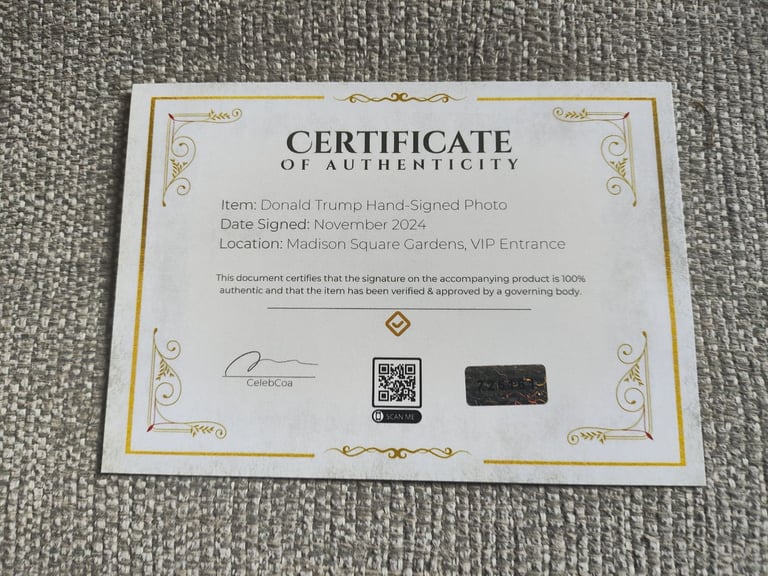 CERTIFICATE
OF AUTHENTICITY
Item: Donald Trump Hand-Signed Photo
Date Signed: November 2024
Location: Madison Square Gardens, VIP Entrance
This document certifies that the signature on the accompanying product is 100%
authentic and that the item has been verified & approved by a governing body.
CelebCoa
SCAN ME